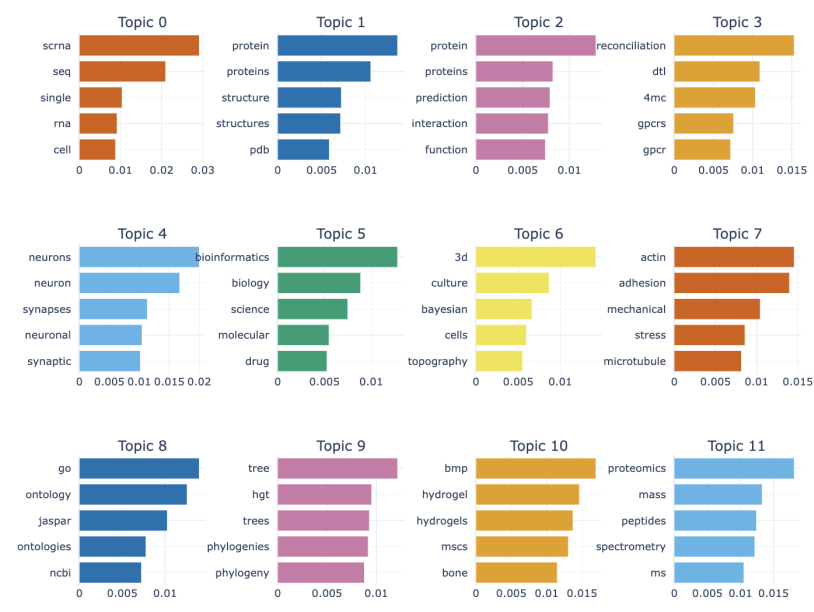 Topic 0
scrna
seq
single
rna
cell
0 0.01 0.02 0.03
Topic 1
protein
proteins
structure
structures
pdb
0 0.005 0.01
Topic 2
protein
proteins
prediction
interaction
function
0 0.005 0.01
Topic 3
reconciliation
dtl
4mc
gpcrs
gpcr
0 0.005 0.01 0.015
Topic 4
neurons
neuron
synapses
neuronal
synaptic
0 0.005 0.01 0.015 0.02
Topic 5
bioinformatics
biology
science
molecular
drug
0 0.005 0.01
Topic 6
3d
culture
bayesian
cells
topography
0 0.005 0.01
Topic 7
actin
adhesion
mechanical
stress
microtubule
0 0.005 0.01 0.015
Topic 8
go
ontology
jaspar
ontologies
ncbi
0 0.005 0.01
Topic 9
tree
hgt
trees
phylogenies
phylogeny
0 0.005 0.01
Topic 10
bmp
hydrogel
hydrogels
mscs
bone
0 0.005 0.01 0.015
Topic 11
proteomics
mass
peptides
spectrometry
ms
0 0.005 0.01 0.015